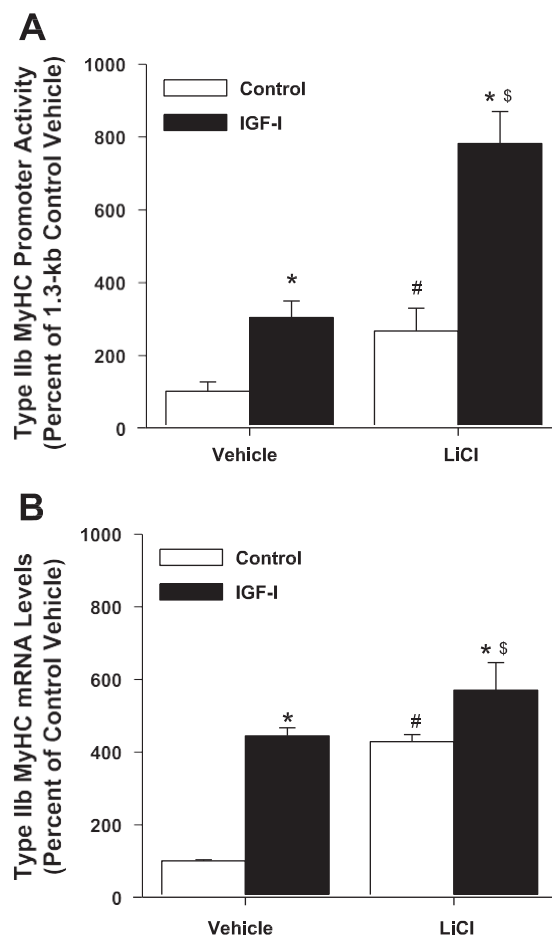 A
Type IIb MyHC Promoter Activity
(Percent of 1.3-kb Control Vehicle)
1000
800
600
400
200
0
Control
IGF-I
*
#
* $
Vehicle
LiCl
B
Type IIb MyHC mRNA Levels
(Percent of Control Vehicle)
1000
800
600
400
200
0
Control
IGF-I
*
#
* $
Vehicle
LiCl